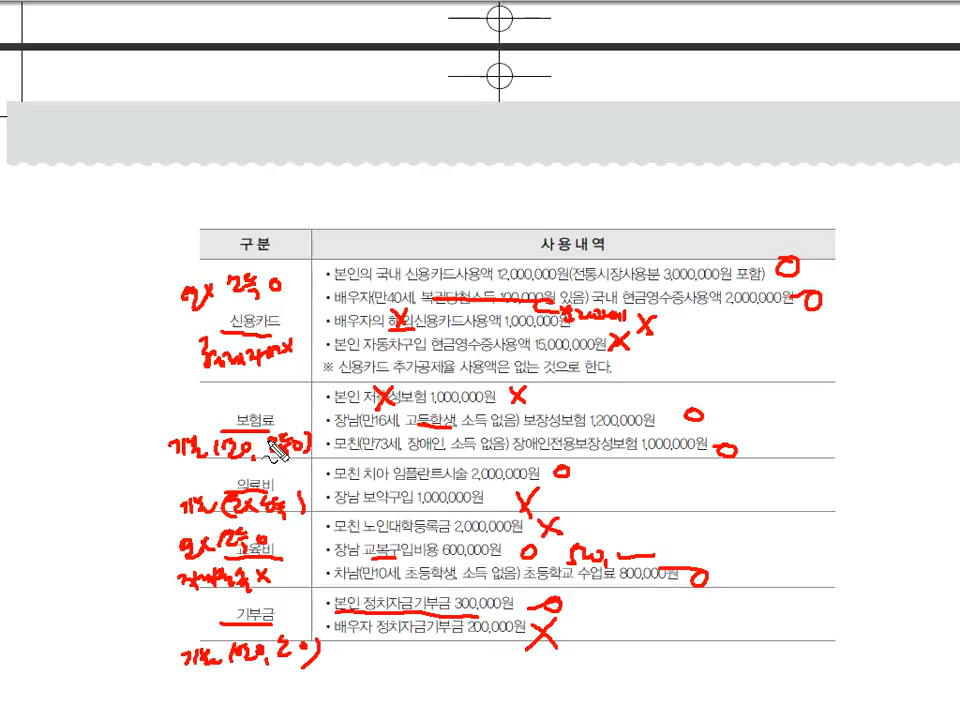 구 분 사 용 내 역
신용카드
• 본인의 국내 신용카드사용액 12,000,000원(전통시장사용분 3,000,000원 포함) O
• 배우자(만40세, 복권당첨소득 100,000원 있음) 국내 현금영수증사용액 2,000,000원 O
• 배우자의 해외신용카드사용액 1,000,000원 X
• 본인 자동차구입 현금영수증사용액 15,000,000원 X
※ 신용카드 추가공제율 사용액은 없는 것으로 한다.
소득 O
보험료
• 본인 저축성보험 1,000,000원 X
• 장남(만16세, 고등학생, 소득 없음) 보장성보험 1,200,000원 O
• 모친(만73세, 장애인, 소득 없음) 장애인전용보장성보험 1,000,000원 O
의료비
• 모친 치아 임플란트시술 2,000,000원 O
• 장남 보약구입 1,000,000원 X
교육비
• 모친 노인대학등록금 2,000,000원 X
• 장남 교복구입비용 600,000원 O
• 차남(만10세, 초등학생, 소득 없음) 초등학교 수업료 800,000원 O
기부금
• 본인 정치자금기부금 300,000원 O
• 배우자 정치자금기부금 200,000원 X